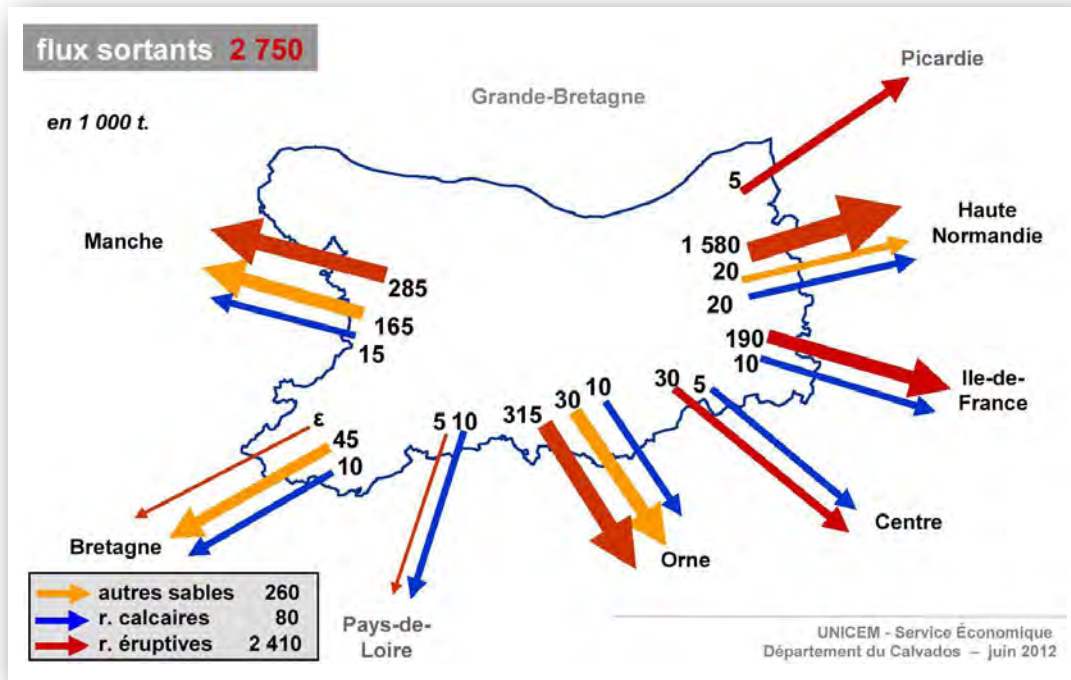 flux sortants 2 750
Picardie
Grande-Bretagne
en 1 000 t.
5
Haute
Normandie
1 580
20
20
Manche
285
165
15
190
10
Ile-de-
France
ε
45
10
5 10
315
30
10
30
5
Centre
Bretagne
Orne
Pays-de-
Loire
autres sables 260
r. calcaires 80
r. éruptives 2 410
UNICEM - Service Économique
Département du Calvados – juin 2012